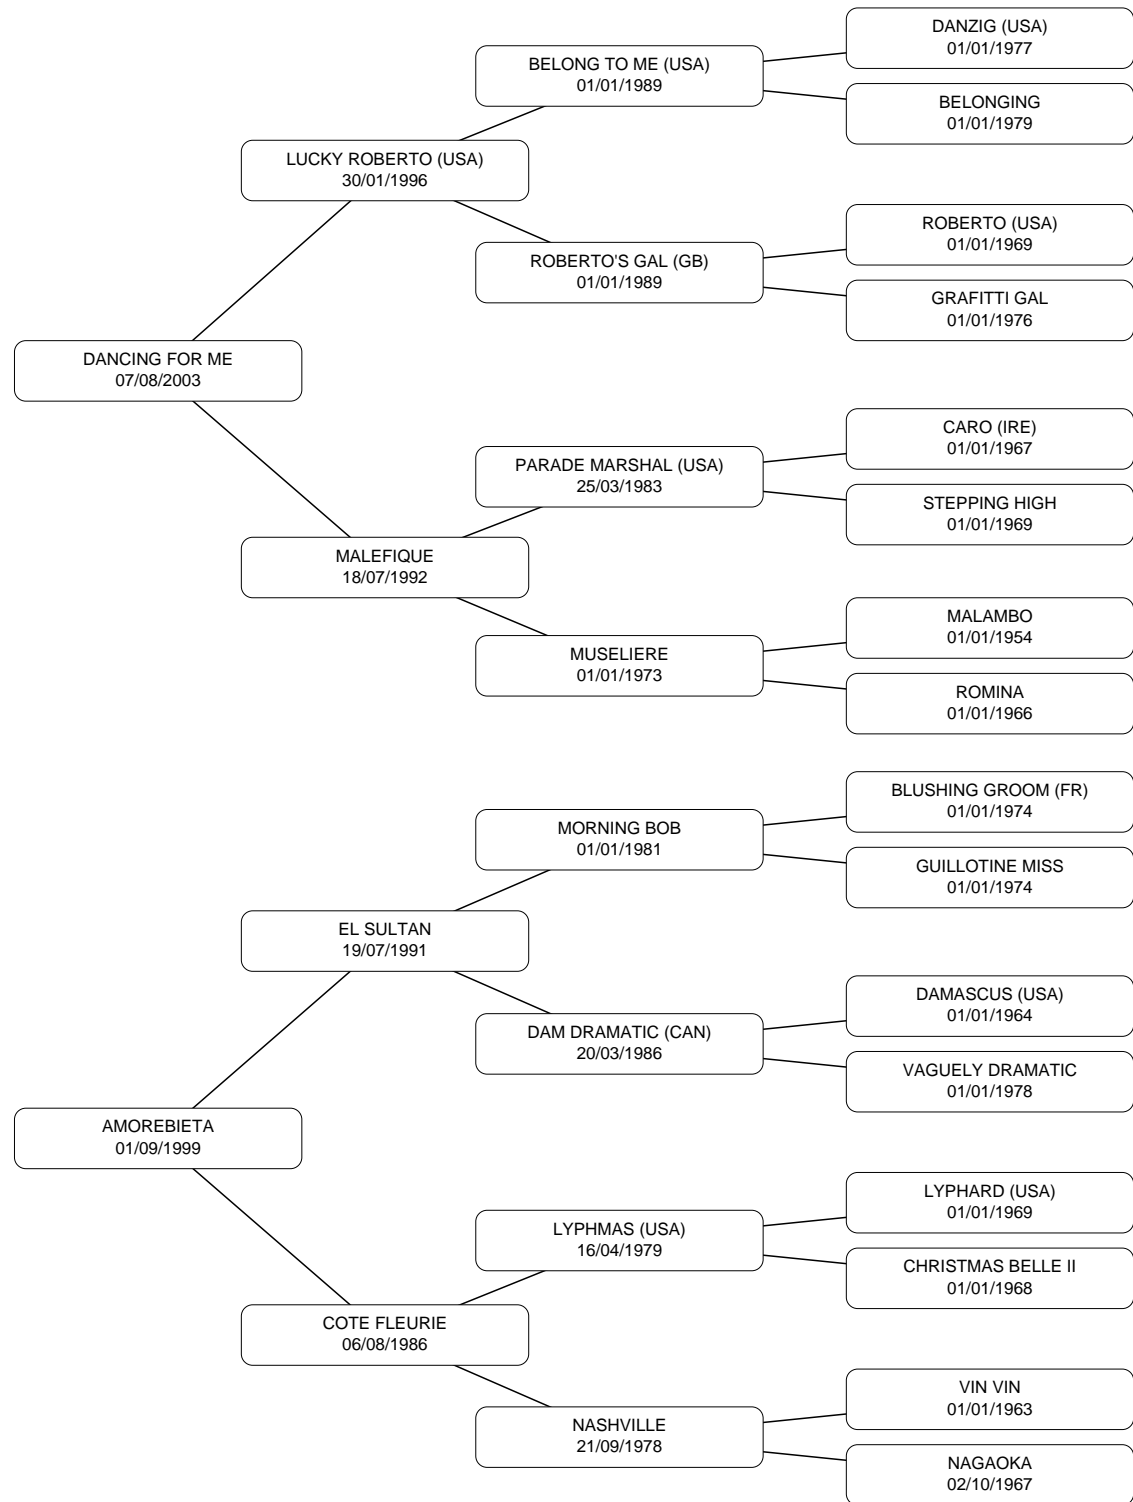 DANZIG (USA)
01/01/1977
BELONG TO ME (USA)
01/01/1989
BELONGING
01/01/1979
LUCKY ROBERTO (USA)
30/01/1996
ROBERTO (USA)
01/01/1969
ROBERTO'S GAL (GB)
01/01/1989
GRAFITTI GAL
01/01/1976
DANCING FOR ME
07/08/2003
CARO (IRE)
01/01/1967
PARADE MARSHAL (USA)
25/03/1983
STEPPING HIGH
01/01/1969
MALEFIQUE
18/07/1992
MALAMBO
01/01/1954
MUSELIERE
01/01/1973
ROMINA
01/01/1966
BLUSHING GROOM (FR)
01/01/1974
MORNING BOB
01/01/1981
GUILLOTINE MISS
01/01/1974
EL SULTAN
19/07/1991
DAMASCUS (USA)
01/01/1964
DAM DRAMATIC (CAN)
20/03/1986
VAGUELY DRAMATIC
01/01/1978
AMOREBIETA
01/09/1999
LYPHARD (USA)
01/01/1969
LYPHMAS (USA)
16/04/1979
CHRISTMAS BELLE II
01/01/1968
COTE FLEURIE
06/08/1986
VIN VIN
01/01/1963
NASHVILLE
21/09/1978
NAGAOKA
02/10/1967